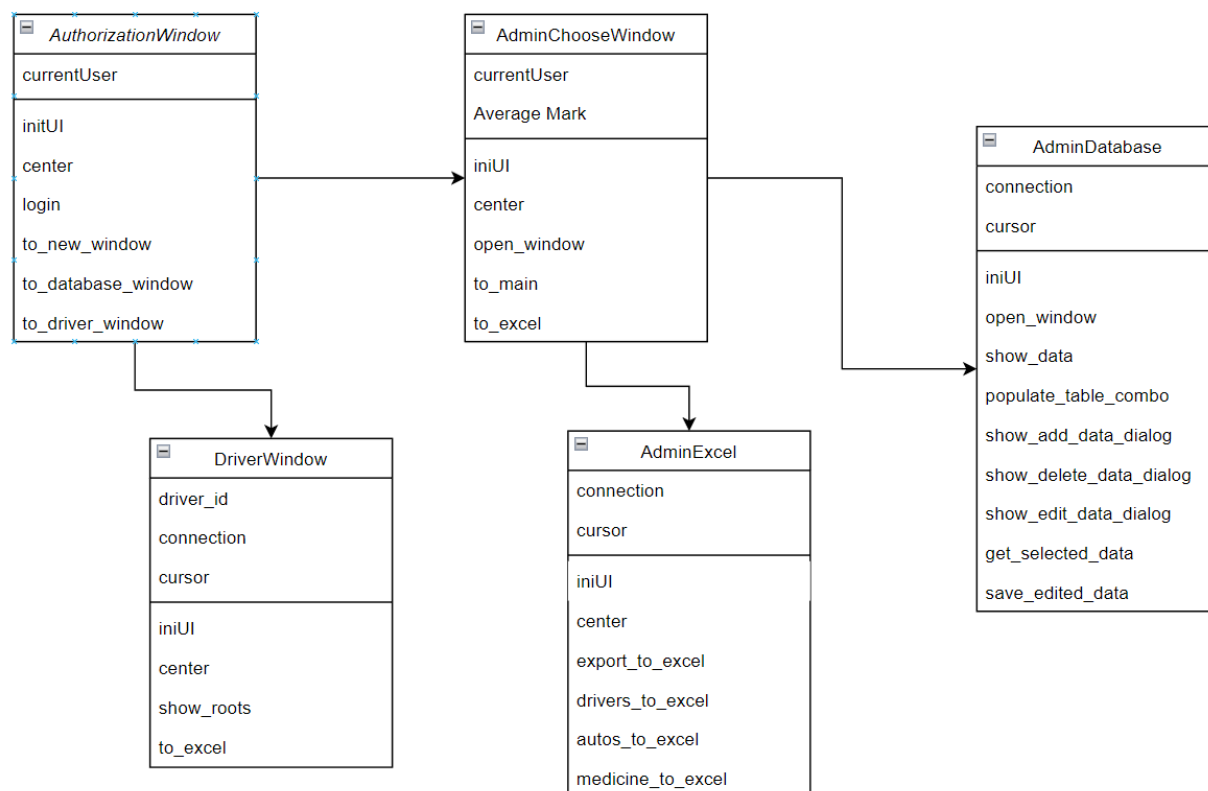 AuthorizationWindow
currentUser
initUI
center
login
to_new_window
to_database_window
to_driver_window
AdminChooseWindow
currentUser
Average Mark
iniUI
center
open_window
to_main
to_excel
AdminDatabase
connection
cursor
iniUI
open_window
show_data
populate_table_combo
show_add_data_dialog
show_delete_data_dialog
show_edit_data_dialog
get_selected_data
save_edited_data
DriverWindow
driver_id
connection
cursor
iniUI
center
show_roots
to_excel
AdminExcel
connection
cursor
iniUI
center
export_to_excel
drivers_to_excel
autos_to_excel
medicine_to_excel